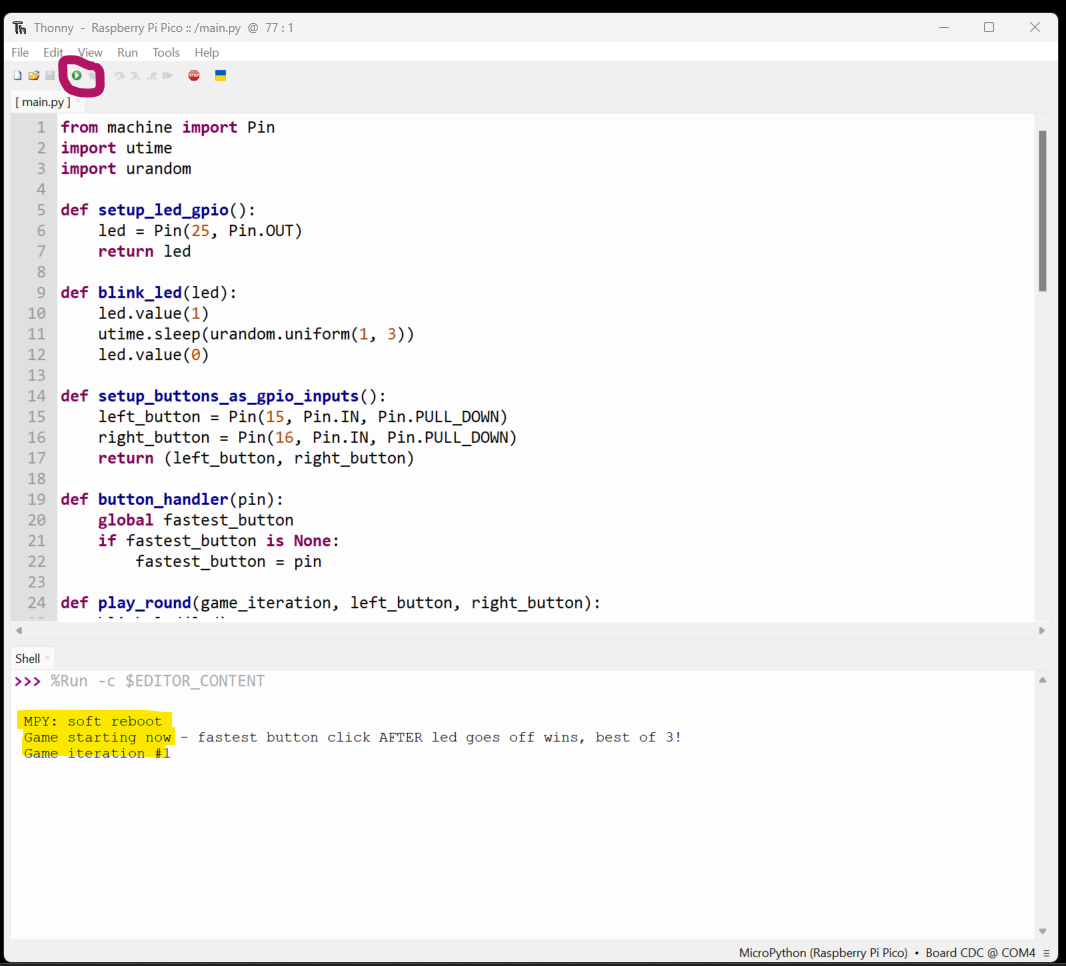 Thonny - Raspberry Pi Pico :: /main.py @ 77 : 1
File Edit View Run Tools Help
STOP
[ main.py ] ×
1 from machine import Pin
2 import utime
3 import urandom
4
5 def setup_led_gpio():
6     led = Pin(25, Pin.OUT)
7     return led
8
9 def blink_led(led):
10     led.value(1)
11     utime.sleep(urandom.uniform(1, 3))
12     led.value(0)
13
14 def setup_buttons_as_gpio_inputs():
15     left_button = Pin(15, Pin.IN, Pin.PULL_DOWN)
16     right_button = Pin(16, Pin.IN, Pin.PULL_DOWN)
17     return (left_button, right_button)
18
19 def button_handler(pin):
20     global fastest_button
21     if fastest_button is None:
22         fastest_button = pin
23
24 def play_round(game_iteration, left_button, right_button):
Shell ×
>>> %Run -c $EDITOR_CONTENT
MPY: soft reboot
Game starting now - fastest button click AFTER led goes off wins, best of 3!
Game iteration #1
MicroPython (Raspberry Pi Pico) • Board CDC @ COM4 ≡